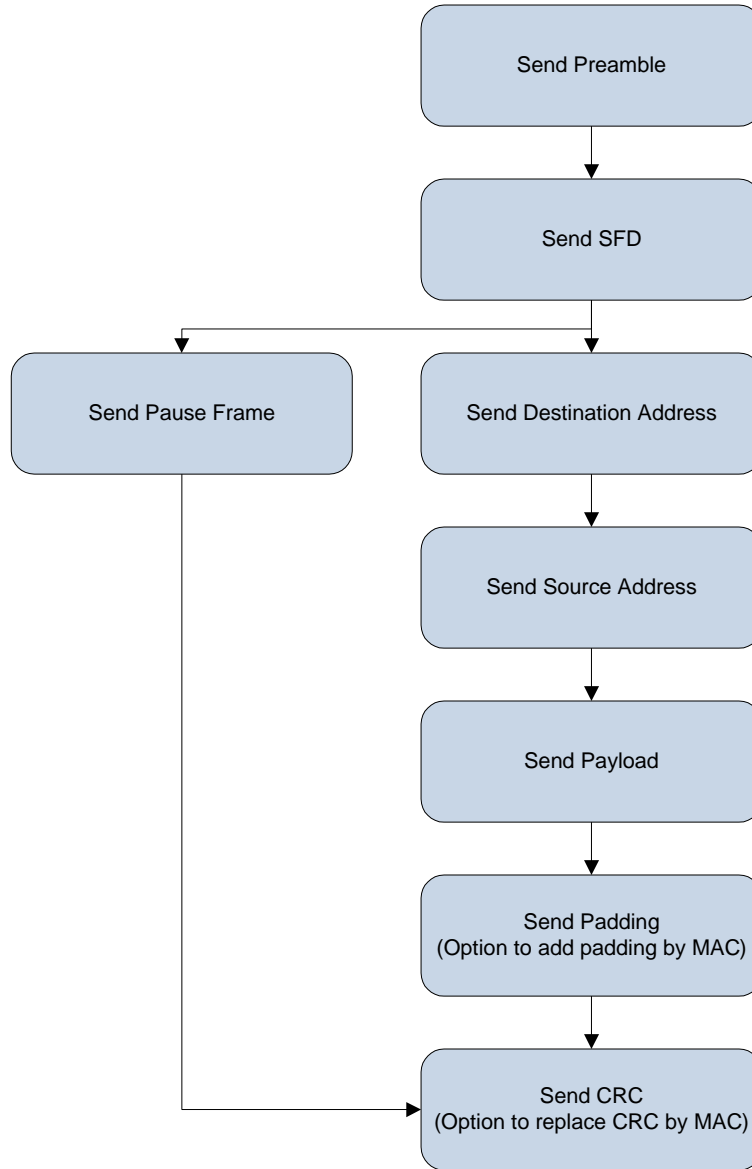 Send Preamble
Send SFD
Send Pause Frame
Send Destination Address
Send Source Address
Send Payload
Send Padding
(Option to add padding by MAC)
Send CRC
(Option to replace CRC by MAC)